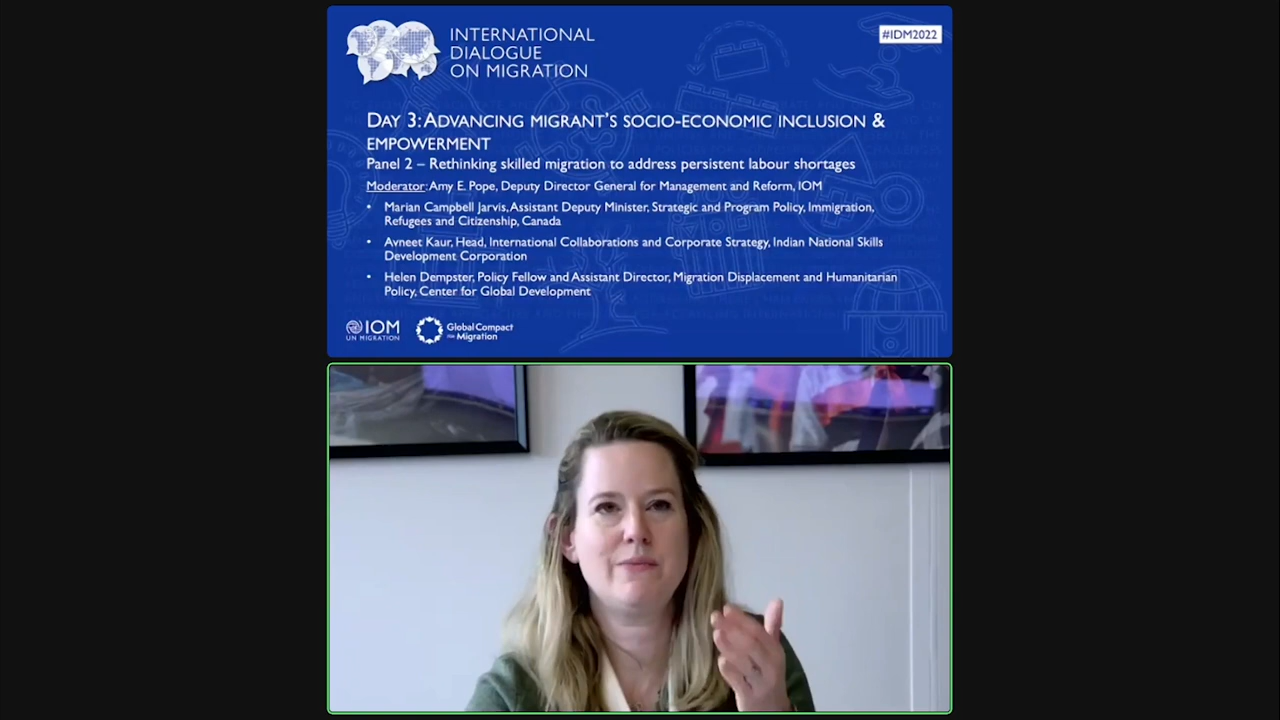 INTERNATIONAL
DIALOGUE
ON MIGRATION
#IDM2022
DAY 3: ADVANCING MIGRANT'S SOCIO-ECONOMIC INCLUSION &
EMPOWERMENT
Panel 2 – Rethinking skilled migration to address persistent labour shortages
Moderator: Amy E. Pope, Deputy Director General for Management and Reform, IOM
• Marian Campbell Jarvis, Assistant Deputy Minister, Strategic and Program Policy, Immigration,
Refugees and Citizenship, Canada
• Avneet Kaur, Head, International Collaborations and Corporate Strategy, Indian National Skills
Development Corporation
• Helen Dempster, Policy Fellow and Assistant Director, Migration Displacement and Humanitarian
Policy, Center for Global Development
IOM
UN MIGRATION
Global Compact
FOR Migration